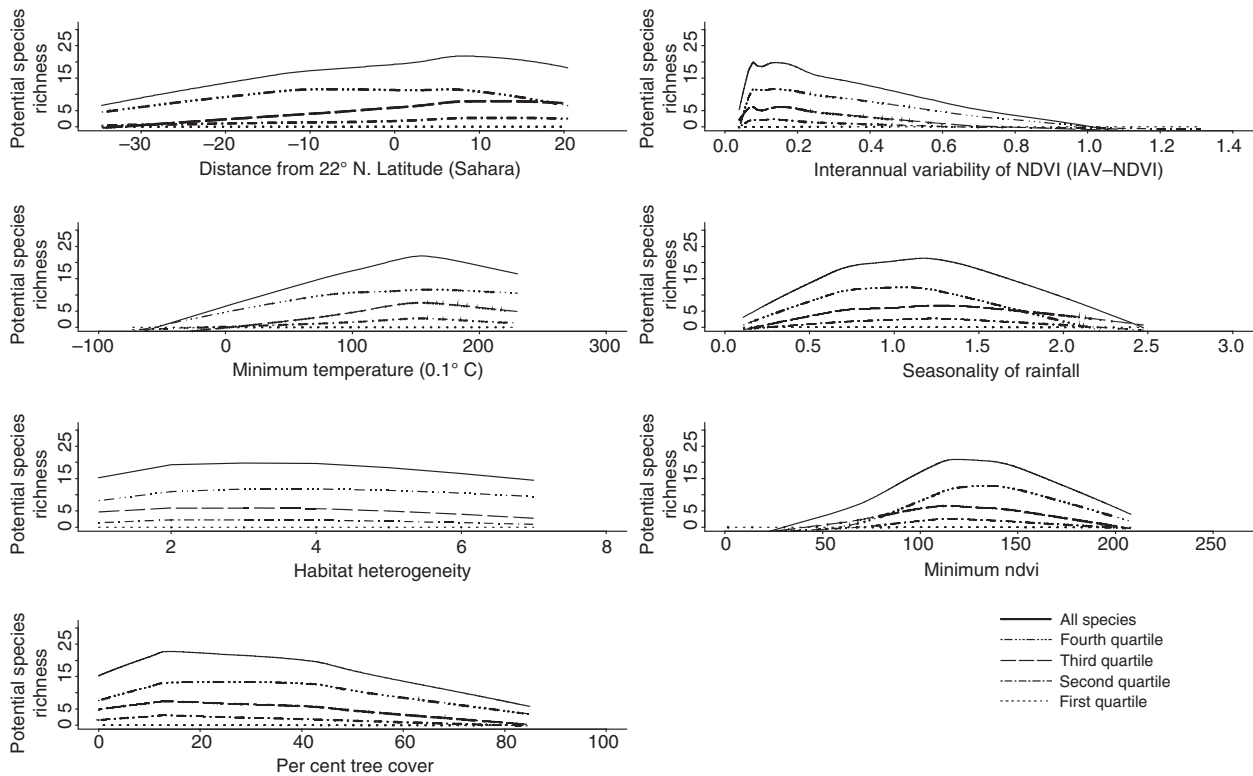 Potential species
richness
25
15
5
0
−30
−20
−10
0
10
20
Distance from 22° N. Latitude (Sahara)
Potential species
richness
25
15
5
0
0.0
0.2
0.4
0.6
0.8
1.0
1.2
1.4
Interannual variability of NDVI (IAV–NDVI)
Potential species
richness
25
15
5
0
−100
0
100
200
300
Minimum temperature (0.1° C)
Potential species
richness
25
15
5
0
0.0
0.5
1.0
1.5
2.0
2.5
3.0
Seasonality of rainfall
Potential species
richness
25
15
5
0
2
4
6
8
Habitat heterogeneity
Potential species
richness
25
15
5
0
0
50
100
150
200
250
Minimum ndvi
Potential species
richness
25
15
5
0
0
20
40
60
80
100
Per cent tree cover
All species
Fourth quartile
Third quartile
Second quartile
First quartile